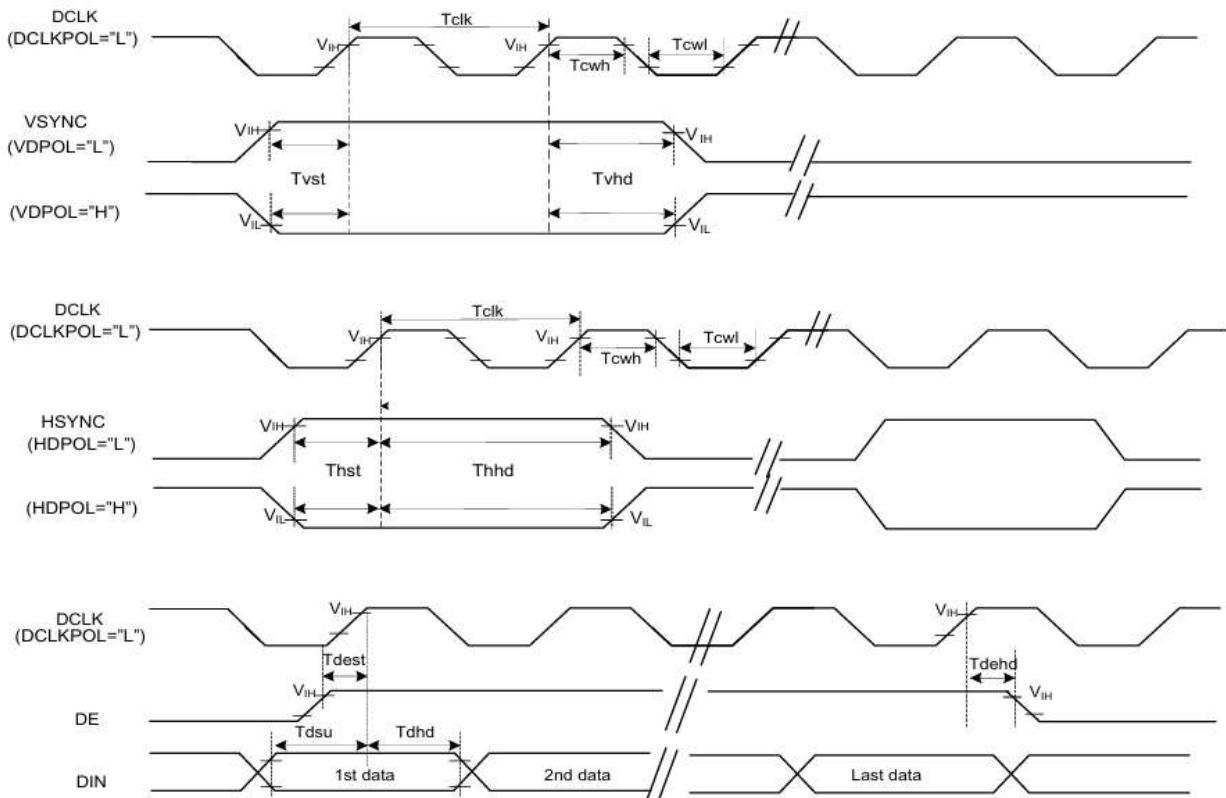 DCLK
(DCLKPOL="L")
Tclk
VIH
VIH
Tcwh
Tcwl
VSYNC
(VDPOL="L")
VIH
VIH
Tvst
Tvhd
(VDPOL="H")
VIL
VIL
DCLK
(DCLKPOL="L")
Tclk
VIH
VIH
Tcwh
Tcwl
HSYNC
(HDPOL="L")
VIH
VIH
Thst
Thhd
(HDPOL="H")
VIL
VIL
DCLK
(DCLKPOL="L")
VIH
VIH
Tdest
Tdehd
VIH
VIH
DE
Tdsu
Tdhd
DIN
1st data
2nd data
Last data